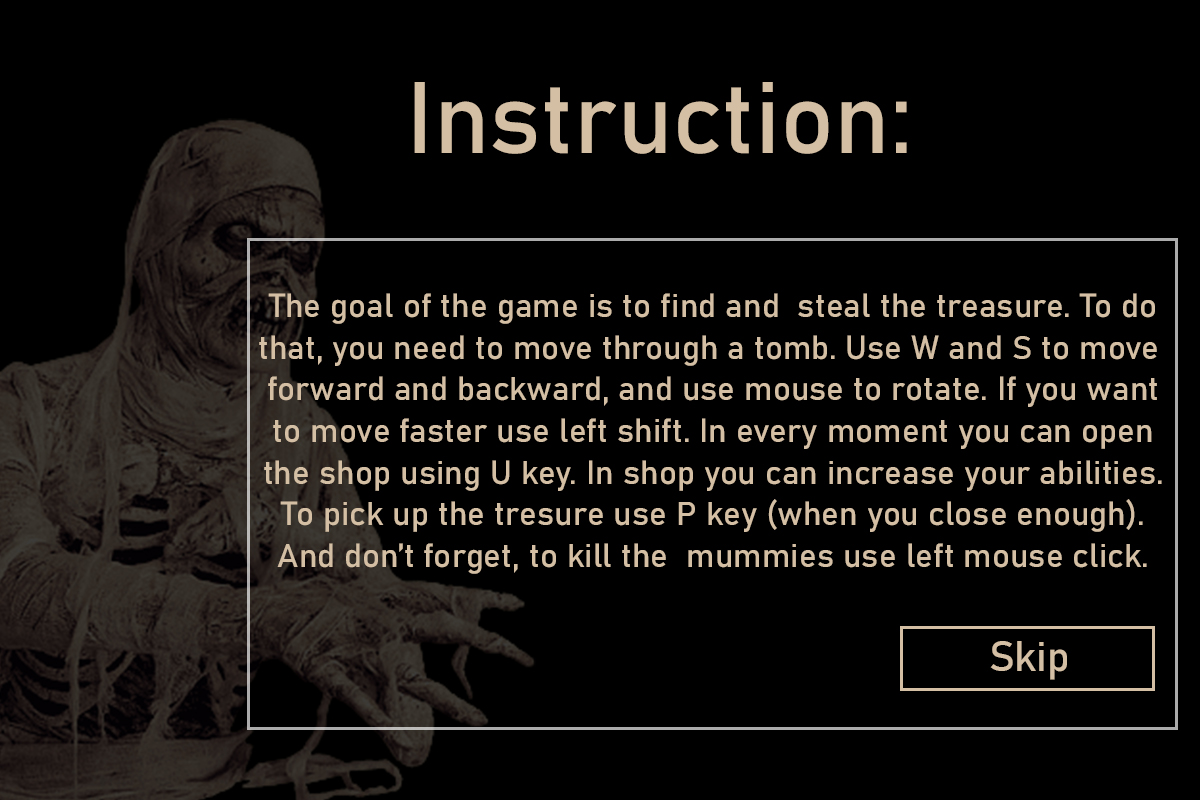 Instruction:
The goal of the game is to find and  steal the treasure. To do
that, you need to move through a tomb. Use W and S to move
forward and backward, and use mouse to rotate. If you want
to move faster use left shift. In every moment you can open
the shop using U key. In shop you can increase your abilities.
To pick up the tresure use P key (when you close enough).
And don’t forget, to kill the  mummies use left mouse click.
Skip